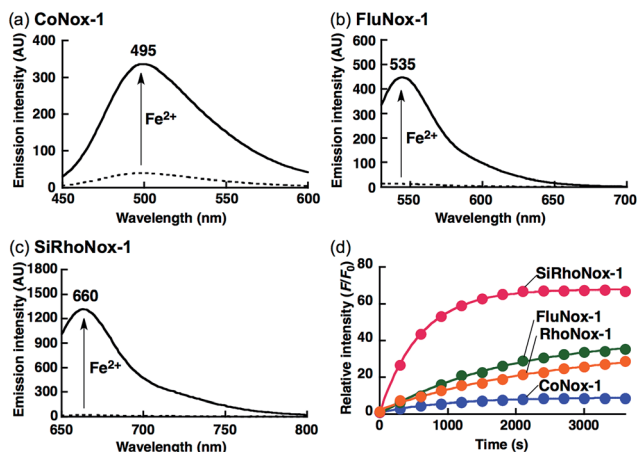 (a) CoNox-1
Emission intensity (AU)
400
300
200
100
0
495
Fe2+
450
500
550
600
Wavelength (nm)
(b) FluNox-1
Emission intensity (AU)
600
500
400
300
200
100
0
535
Fe2+
550
600
650
700
Wavelength (nm)
(c) SiRhoNox-1
Emission intensity (AU)
1800
1500
1200
900
600
300
0
660
Fe2+
650
700
750
800
Wavelength (nm)
(d)
Relative intensity (F/F0)
80
60
40
20
0
SiRhoNox-1
FluNox-1
RhoNox-1
CoNox-1
0
1000
2000
3000
Time (s)